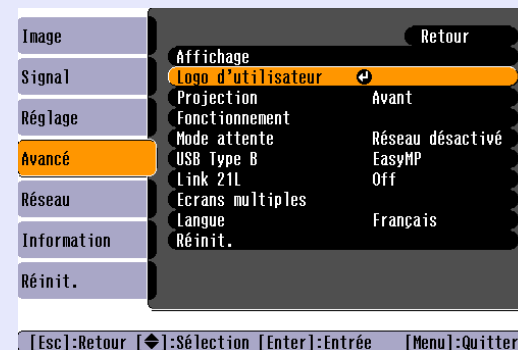 Image
Signal
Réglage
Avancé
Réseau
Information
Réinit.
Retour
Affichage
Logo d'utilisateur
Projection Avant
Fonctionnement
Mode attente Réseau désactivé
USB Type B EasyMP
Link 21L Off
Ecrans multiples
Langue Français
Réinit.
[Esc]:Retour [◆]:Sélection [Enter]:Entrée [Menu]:Quitter